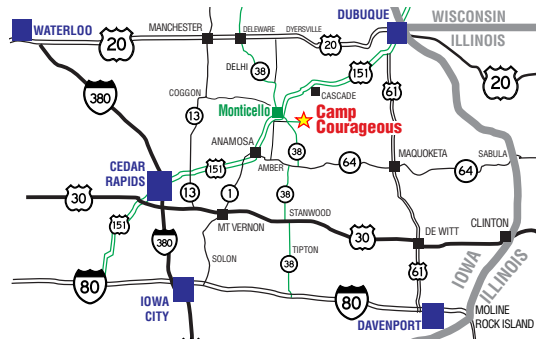 WATERLOO
MANCHESTER
DELEWARE
DYERSVILLE
DUBUQUE
WISCONSIN
ILLINOIS
20
20
20
DELHI
38
151
61
380
COGGON
13
CASCADE
Monticello
Camp
Courageous
ANAMOSA
38
AMBER
64
MAQUOKETA
64
SABULA
CEDAR
RAPIDS
151
30
13
1
38
STANWOOD
MT VERNON
30
151
380
DE WITT
CLINTON
TIPTON
SOLON
38
61
IOWA
ILLINOIS
80
IOWA
CITY
80
DAVENPORT
MOLINE
ROCK ISLAND